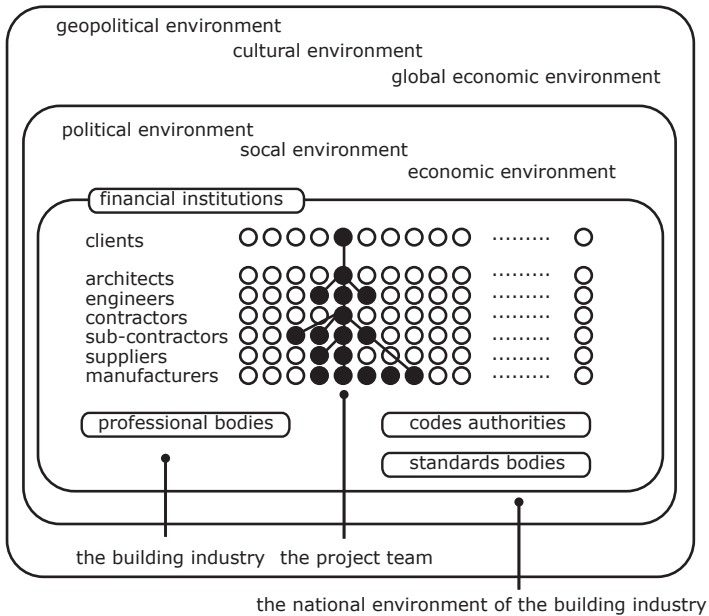 geopolitical environment
cultural environment
global economic environment
political environment
socal environment
economic environment
financial institutions
clients .........
architects .........
engineers .........
contractors .........
sub-contractors .........
suppliers .........
manufacturers .........
professional bodies codes authorities
standards bodies
the building industry the project team
the national environment of the building industry